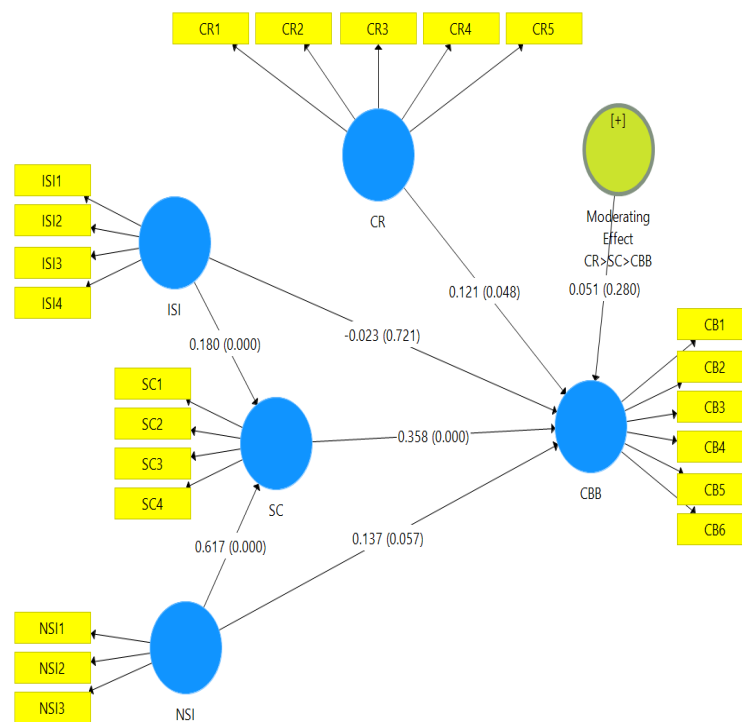 CR1
CR2
CR3
CR4
CR5
[+]
CR
Moderating
Effect
CR>SC>CBB
0.051 (0.280)
ISI1
ISI2
ISI3
ISI4
ISI
0.121 (0.048)
0.180 (0.000)
-0.023 (0.721)
CB1
CB2
CB3
CB4
CB5
CB6
CBB
SC1
SC2
SC3
SC4
SC
0.358 (0.000)
0.617 (0.000)
0.137 (0.057)
NSI1
NSI2
NSI3
NSI